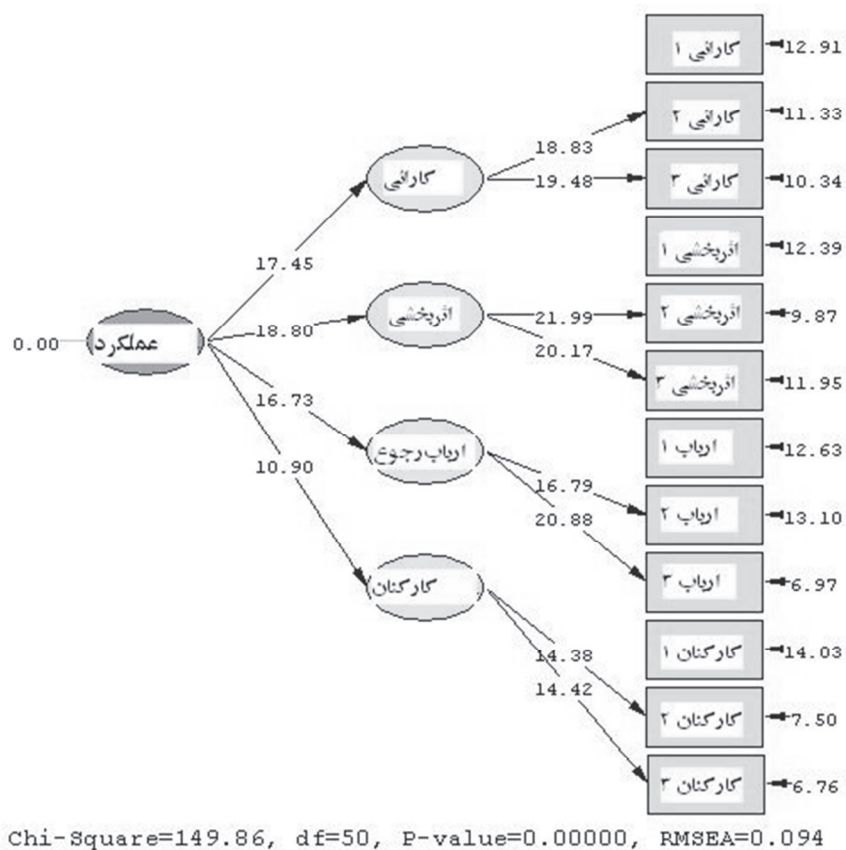 کارائی ۱
12.91
کارائی ۲
11.33
18.83
کارائی
19.48
کارائی ۳
10.34
17.45
اثربخشی ۱
12.39
0.00
عملکرد
18.80
اثربخشی
21.99
اثربخشی ۲
9.87
20.17
اثربخشی ۳
11.95
16.73
ارباب رجوع
ارباب ۱
12.63
10.90
16.79
ارباب ۲
13.10
20.88
ارباب ۳
6.97
کارکنان
کارکنان ۱
14.03
14.38
کارکنان ۲
7.50
14.42
کارکنان ۳
6.76
Chi-Square=149.86, df=50, P-value=0.00000, RMSEA=0.094